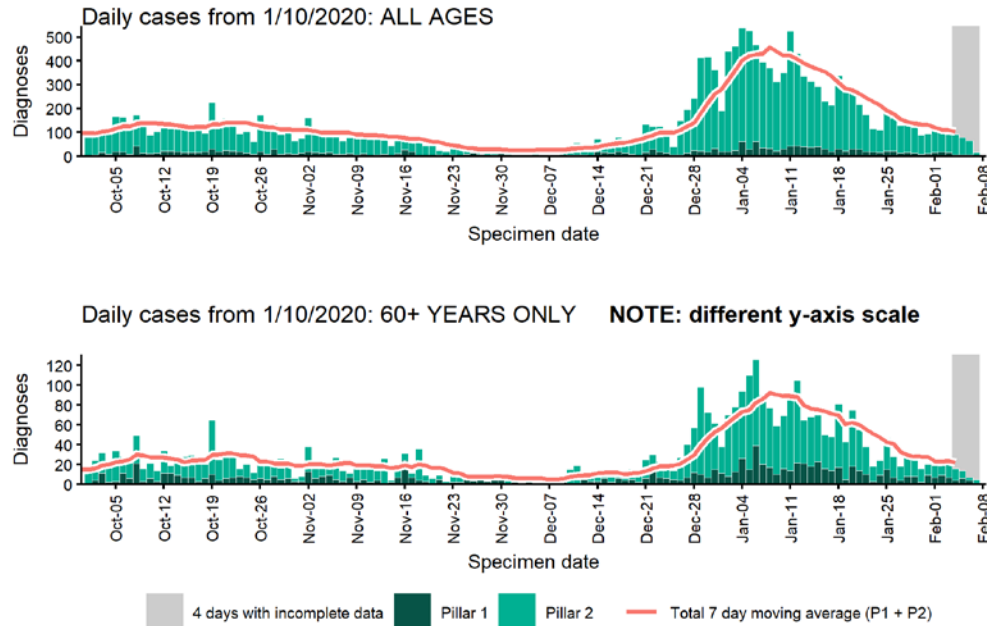 Daily cases from 1/10/2020: ALL AGES
Diagnoses
500
400
300
200
100
0
Oct-05
Oct-12
Oct-19
Oct-26
Nov-02
Nov-09
Nov-16
Nov-23
Nov-30
Dec-07
Dec-14
Dec-21
Dec-28
Jan-04
Jan-11
Jan-18
Jan-25
Feb-01
Feb-08
Specimen date
Daily cases from 1/10/2020: 60+ YEARS ONLY NOTE: different y-axis scale
Diagnoses
120
100
80
60
40
20
0
Oct-05
Oct-12
Oct-19
Oct-26
Nov-02
Nov-09
Nov-16
Nov-23
Nov-30
Dec-07
Dec-14
Dec-21
Dec-28
Jan-04
Jan-11
Jan-18
Jan-25
Feb-01
Feb-08
Specimen date
4 days with incomplete data Pillar 1 Pillar 2 Total 7 day moving average (P1 + P2)